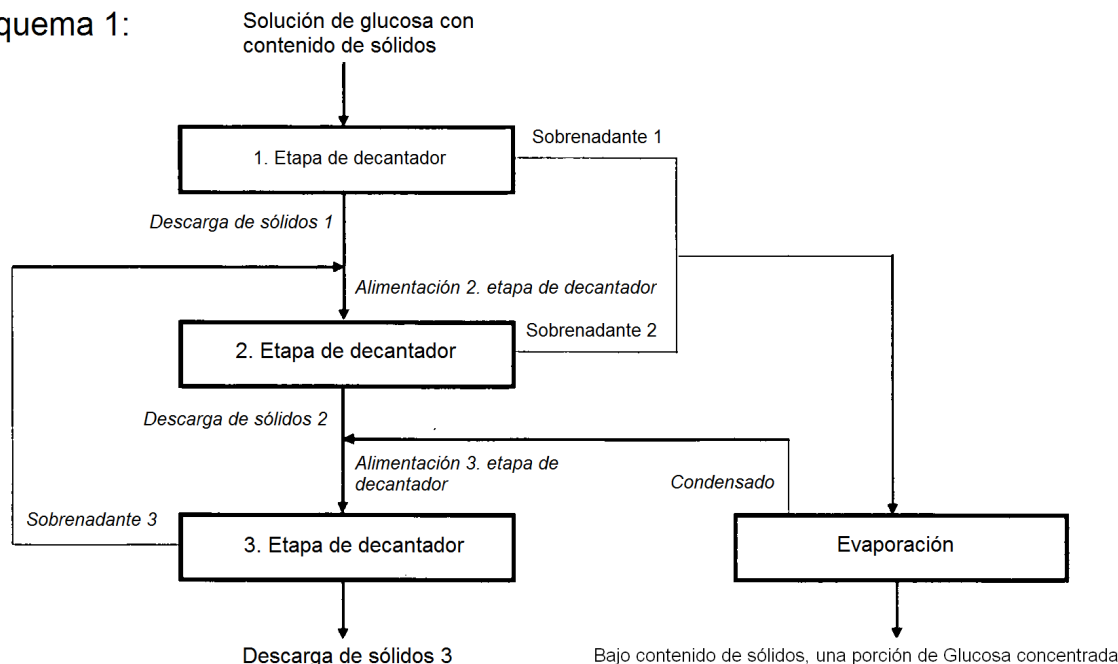 quema 1:
Solución de glucosa con
contenido de sólidos
1. Etapa de decantador
Sobrenadante 1
Descarga de sólidos 1
Alimentación 2. etapa de decantador
2. Etapa de decantador
Sobrenadante 2
Descarga de sólidos 2
Alimentación 3. etapa de
decantador
Condensado
Sobrenadante 3
3. Etapa de decantador
Evaporación
Descarga de sólidos 3
Bajo contenido de sólidos, una porción de Glucosa concentrada